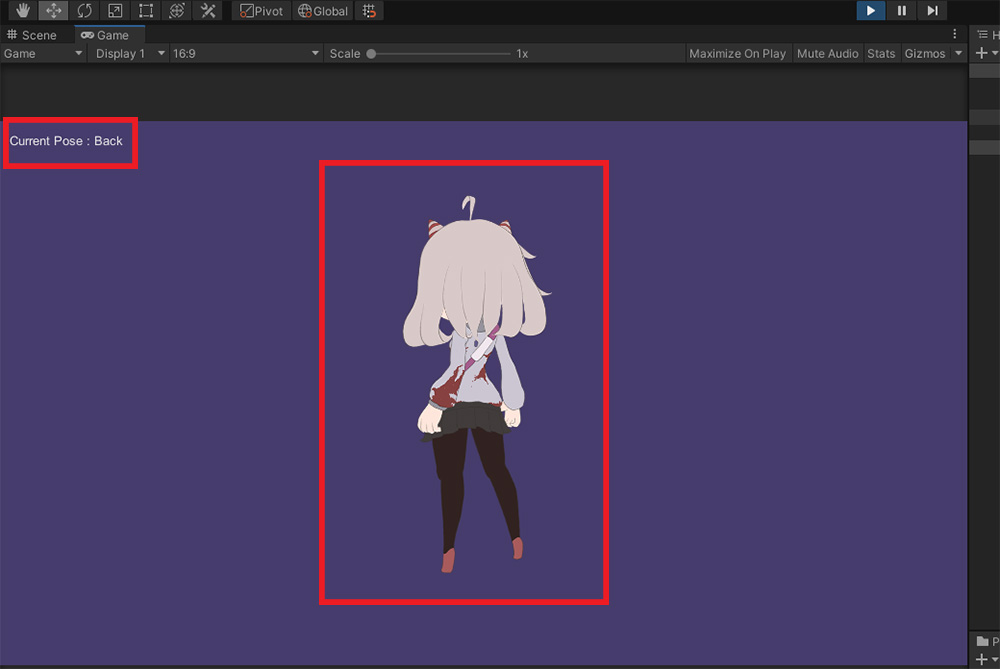 Pivot Global
Scene Game
Game Display 1 16:9 Scale 1x Maximize On Play Mute Audio Stats Gizmos
Current Pose : Back